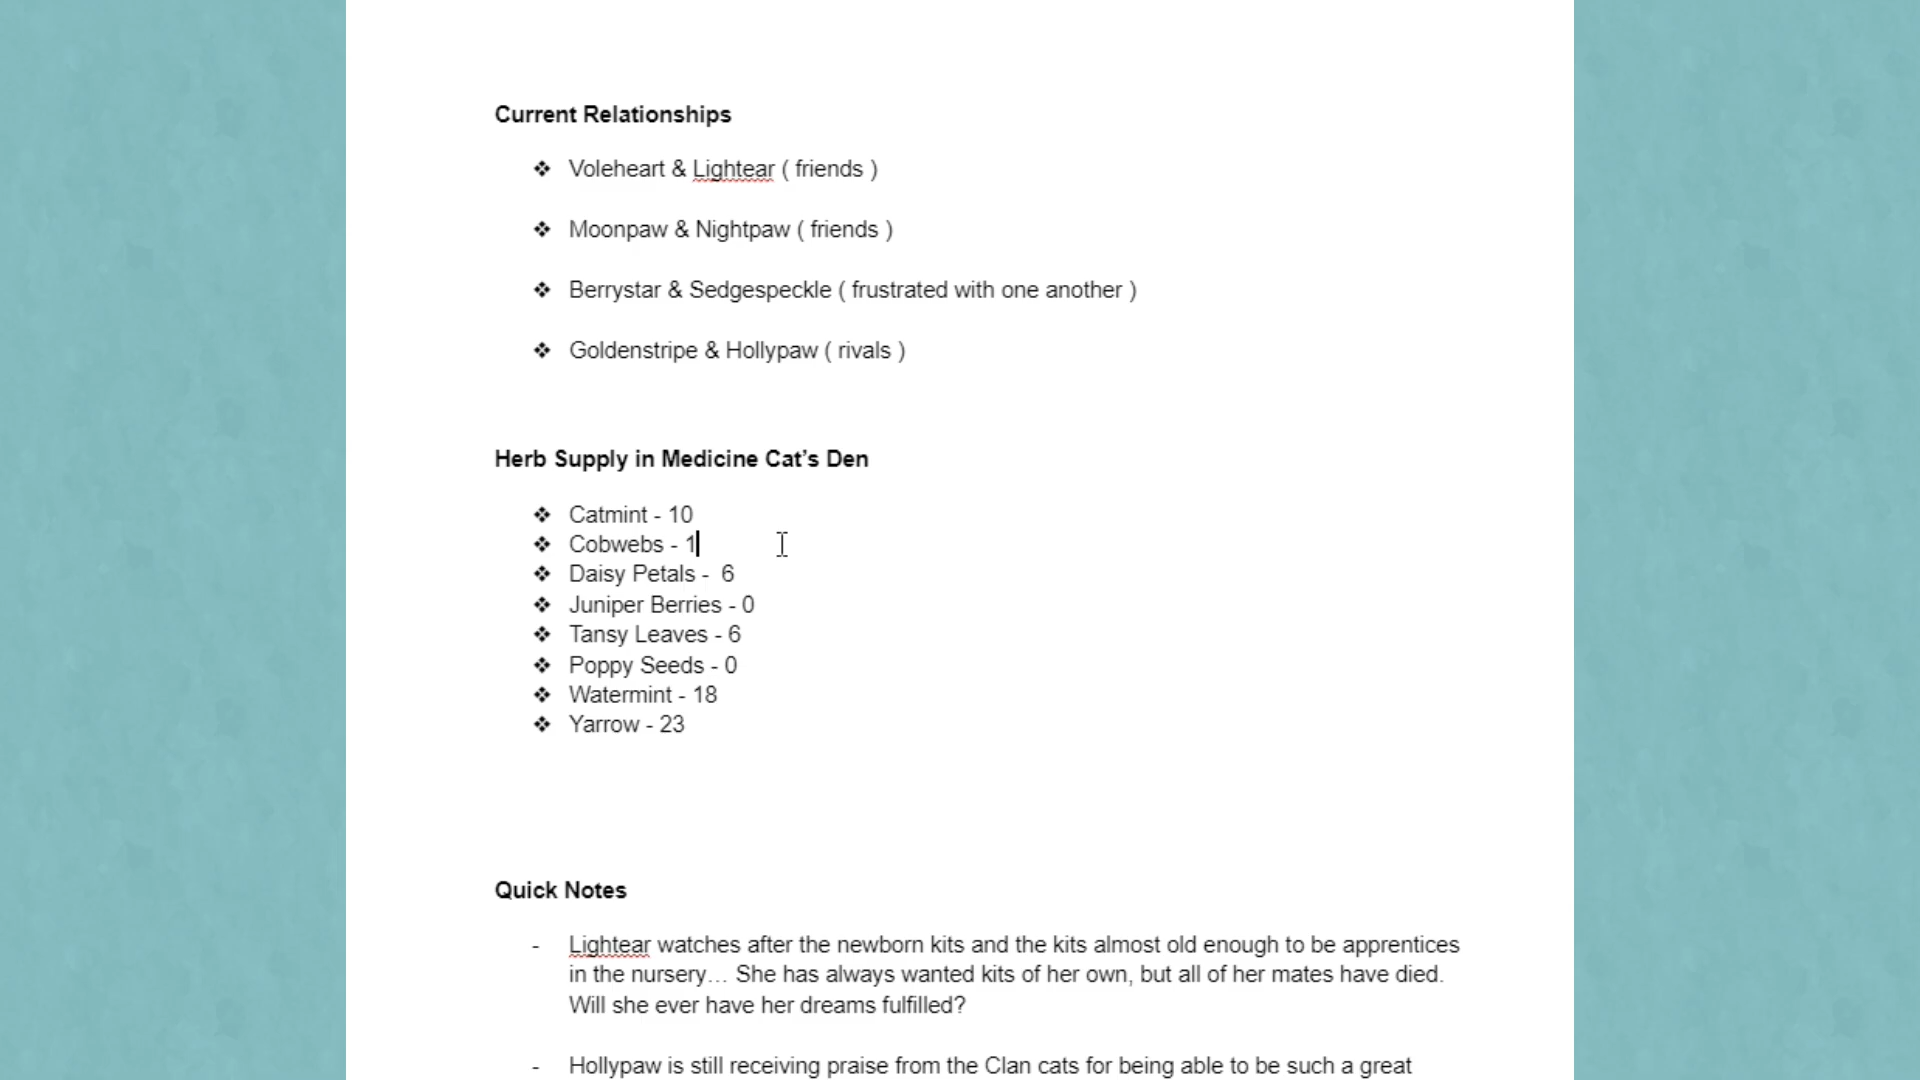 Current Relationships
❖ Voleheart & Lightear ( friends )
❖ Moonpaw & Nightpaw ( friends )
❖ Berrystar & Sedgespeckle ( frustrated with one another )
❖ Goldenstripe & Hollypaw ( rivals )
Herb Supply in Medicine Cat’s Den
❖ Catmint - 10
❖ Cobwebs - 1
❖ Daisy Petals -  6
❖ Juniper Berries - 0
❖ Tansy Leaves - 6
❖ Poppy Seeds - 0
❖ Watermint - 18
❖ Yarrow - 23
Quick Notes
- Lightear watches after the newborn kits and the kits almost old enough to be apprentices
in the nursery… She has always wanted kits of her own, but all of her mates have died.
Will she ever have her dreams fulfilled?
- Hollypaw is still receiving praise from the Clan cats for being able to be such a great